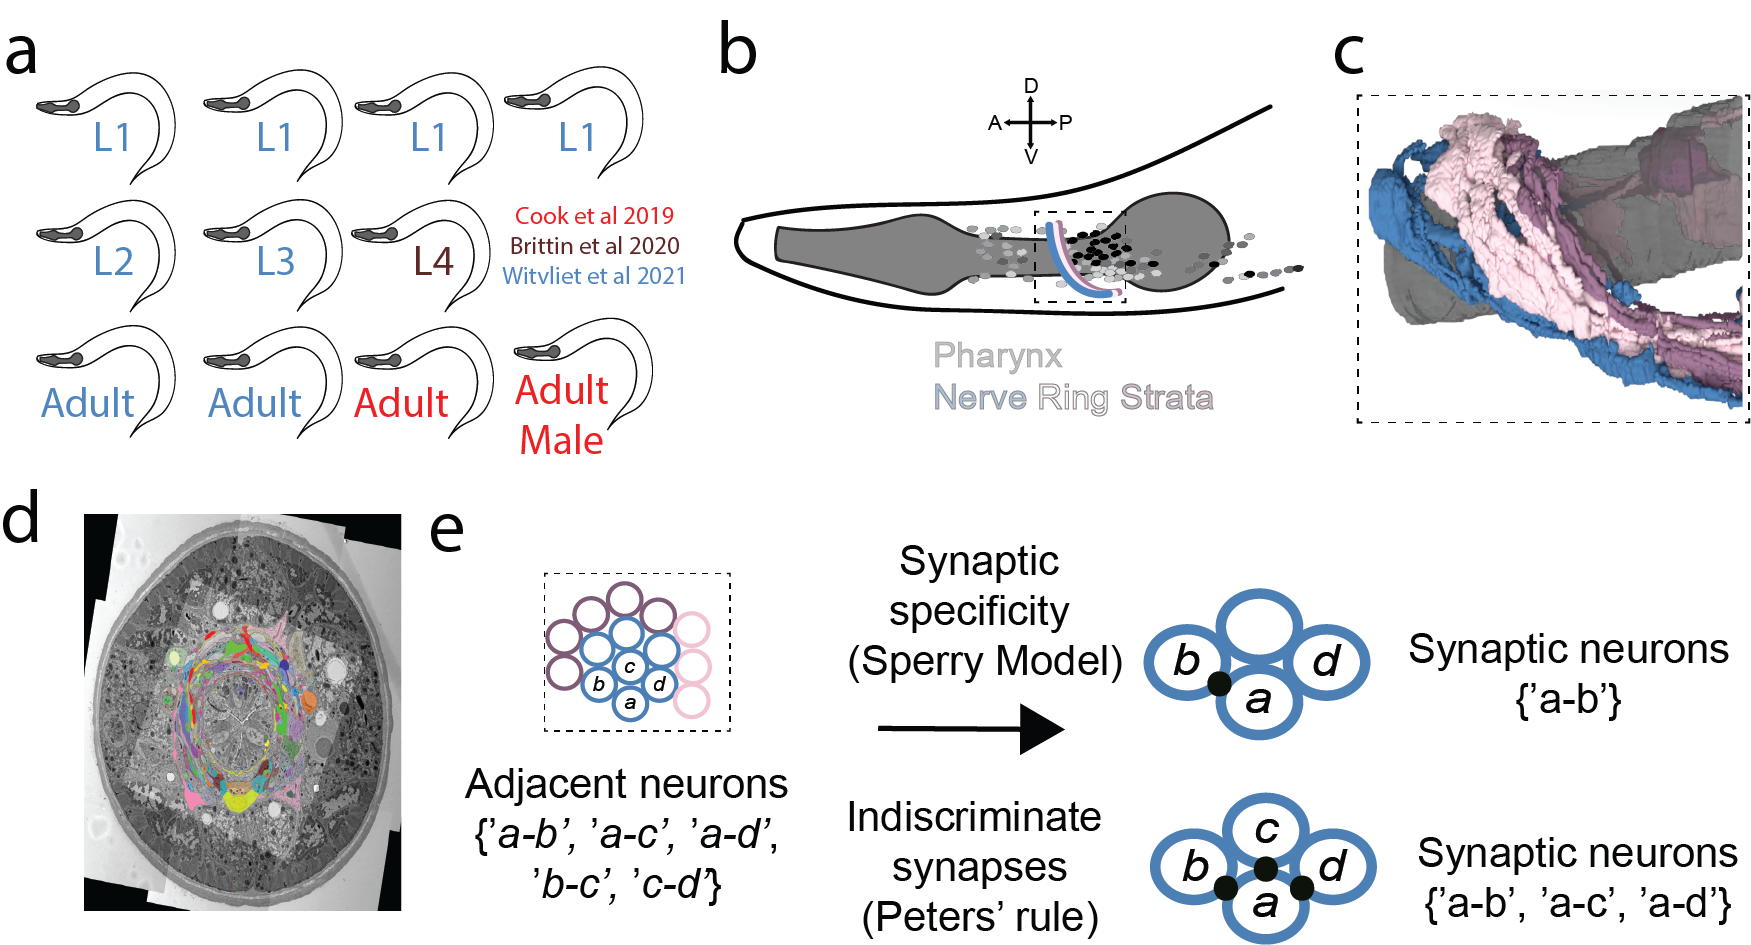 a
L1
L1
L1
L1
L2
L3
L4
Cook et al 2019
Brittin et al 2020
Witvliet et al 2021
Adult
Adult
Adult
Adult
Male
b
D
A
P
V
Pharynx
Nerve Ring Strata
c
d
e
c
b
d
a
Adjacent neurons
{’a-b’, ’a-c’, ’a-d’,
’b-c’, ’c-d’}
Synaptic
specificity
(Sperry Model)
b
d
a
Synaptic neurons
{’a-b’}
Indiscriminate
synapses
(Peters’ rule)
c
b
d
a
Synaptic neurons
{’a-b’, ’a-c’, ’a-d’}